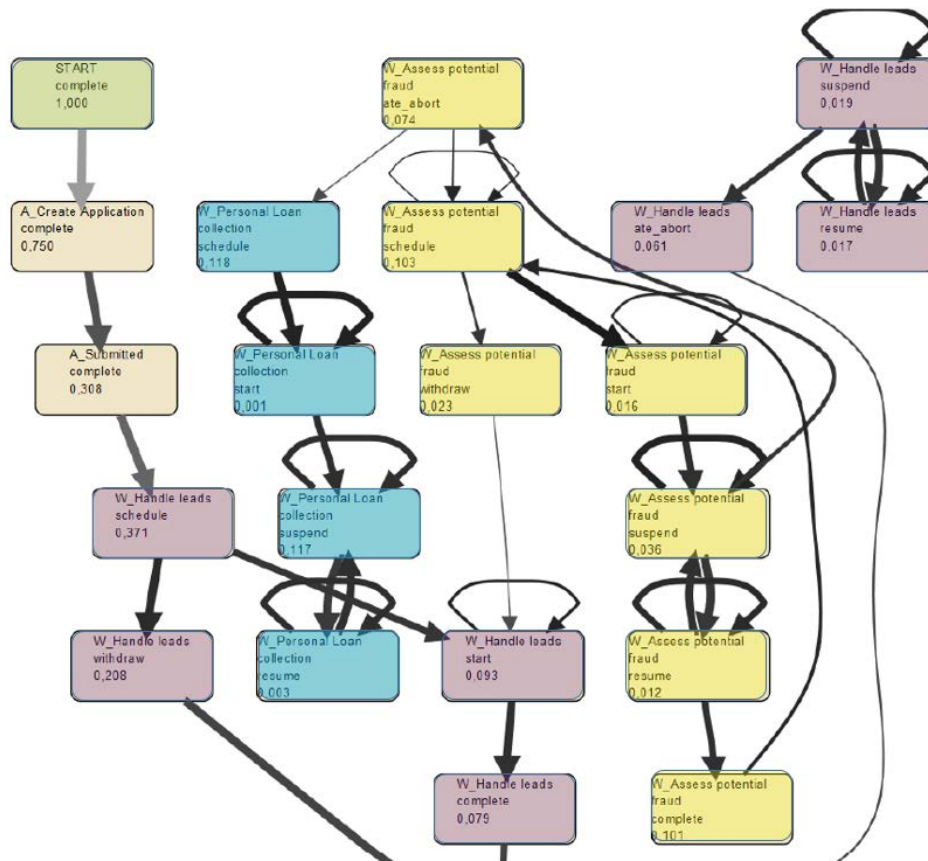 START
complete
1,000
W_Assess potential
fraud
ate_abort
0,074
W_Handle leads
suspend
0,019
A_Create Application
complete
0,750
W_Personal Loan
collection
schedule
0,118
W_Assess potential
fraud
schedule
0,103
W_Handle leads
ate_abort
0,061
W_Handle leads
resume
0,017
A_Submitted
complete
0,308
W_Personal Loan
collection
start
0,001
W_Assess potential
fraud
withdraw
0,023
W_Assess potential
fraud
start
0,016
W_Handle leads
schedule
0,371
W_Personal Loan
collection
suspend
0,117
W_Assess potential
fraud
suspend
0,036
W_Handle leads
withdraw
0,208
W_Personal Loan
collection
resume
0,003
W_Handle leads
start
0,093
W_Assess potential
fraud
resume
0,012
W_Handle leads
complete
0,079
W_Assess potential
fraud
complete
0,101